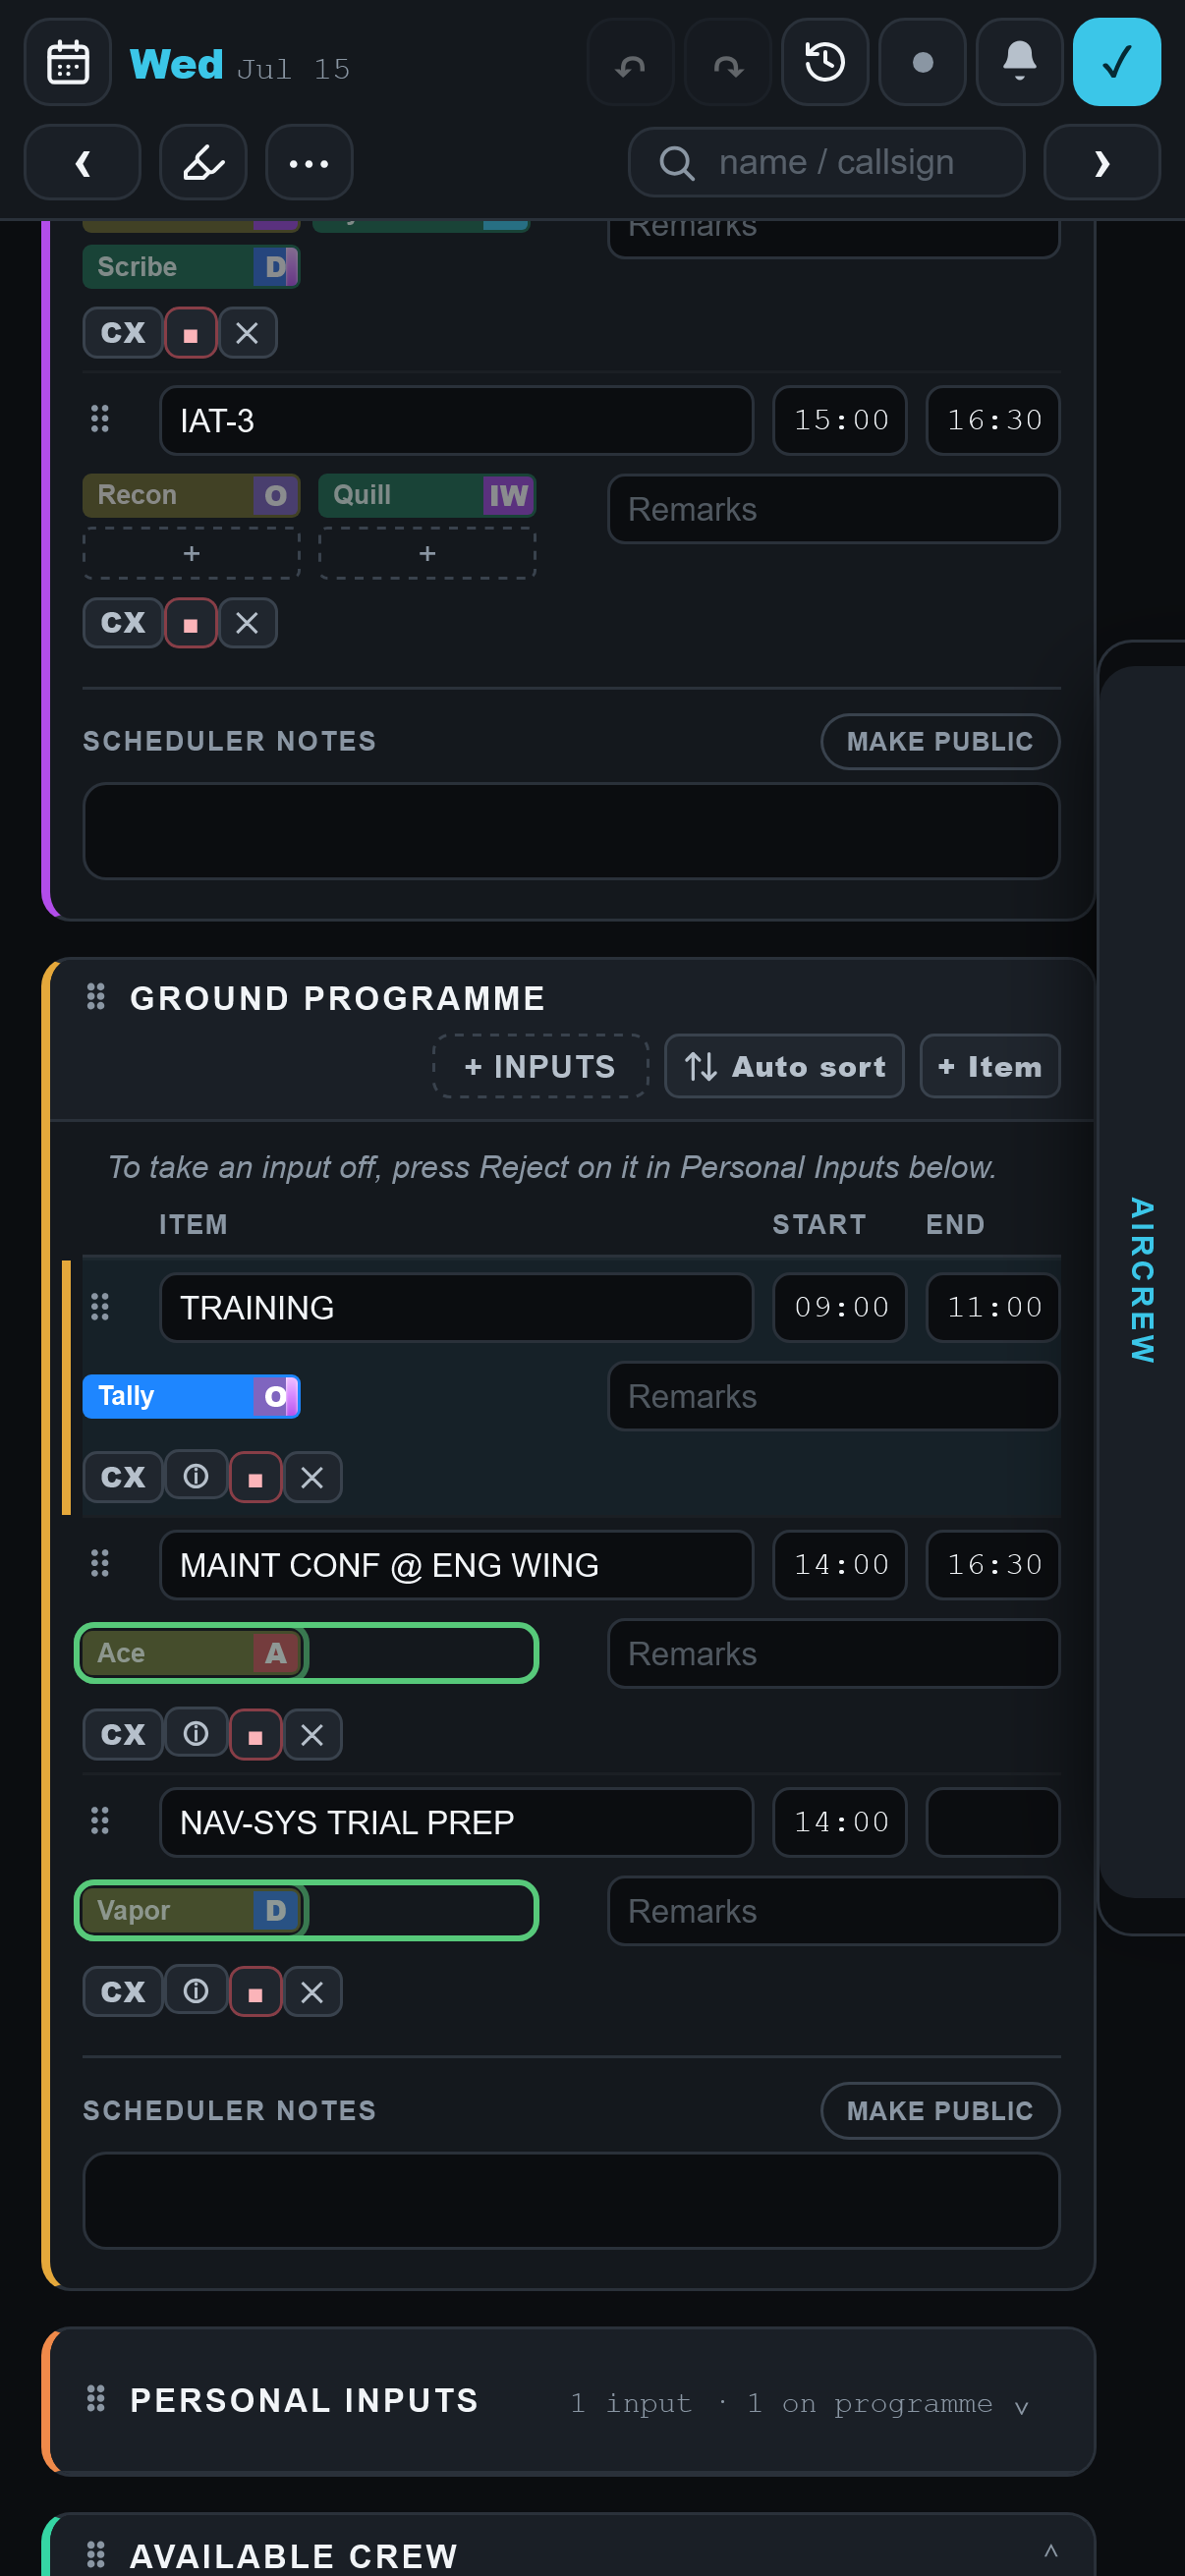 Wed Jul 15
name / callsign
Remarks
Scribe D
CX
IAT-3 15:00 16:30
Recon O Quill IW Remarks
+ +
CX
SCHEDULER NOTES MAKE PUBLIC
GROUND PROGRAMME
+ INPUTS Auto sort + Item
To take an input off, press Reject on it in Personal Inputs below.
ITEM START END
TRAINING 09:00 11:00
Tally O Remarks
CX
MAINT CONF @ ENG WING 14:00 16:30
Ace A Remarks
CX
NAV-SYS TRIAL PREP 14:00
Vapor D Remarks
CX
SCHEDULER NOTES MAKE PUBLIC
PERSONAL INPUTS 1 input · 1 on programme
AVAILABLE CREW
AIRCREW